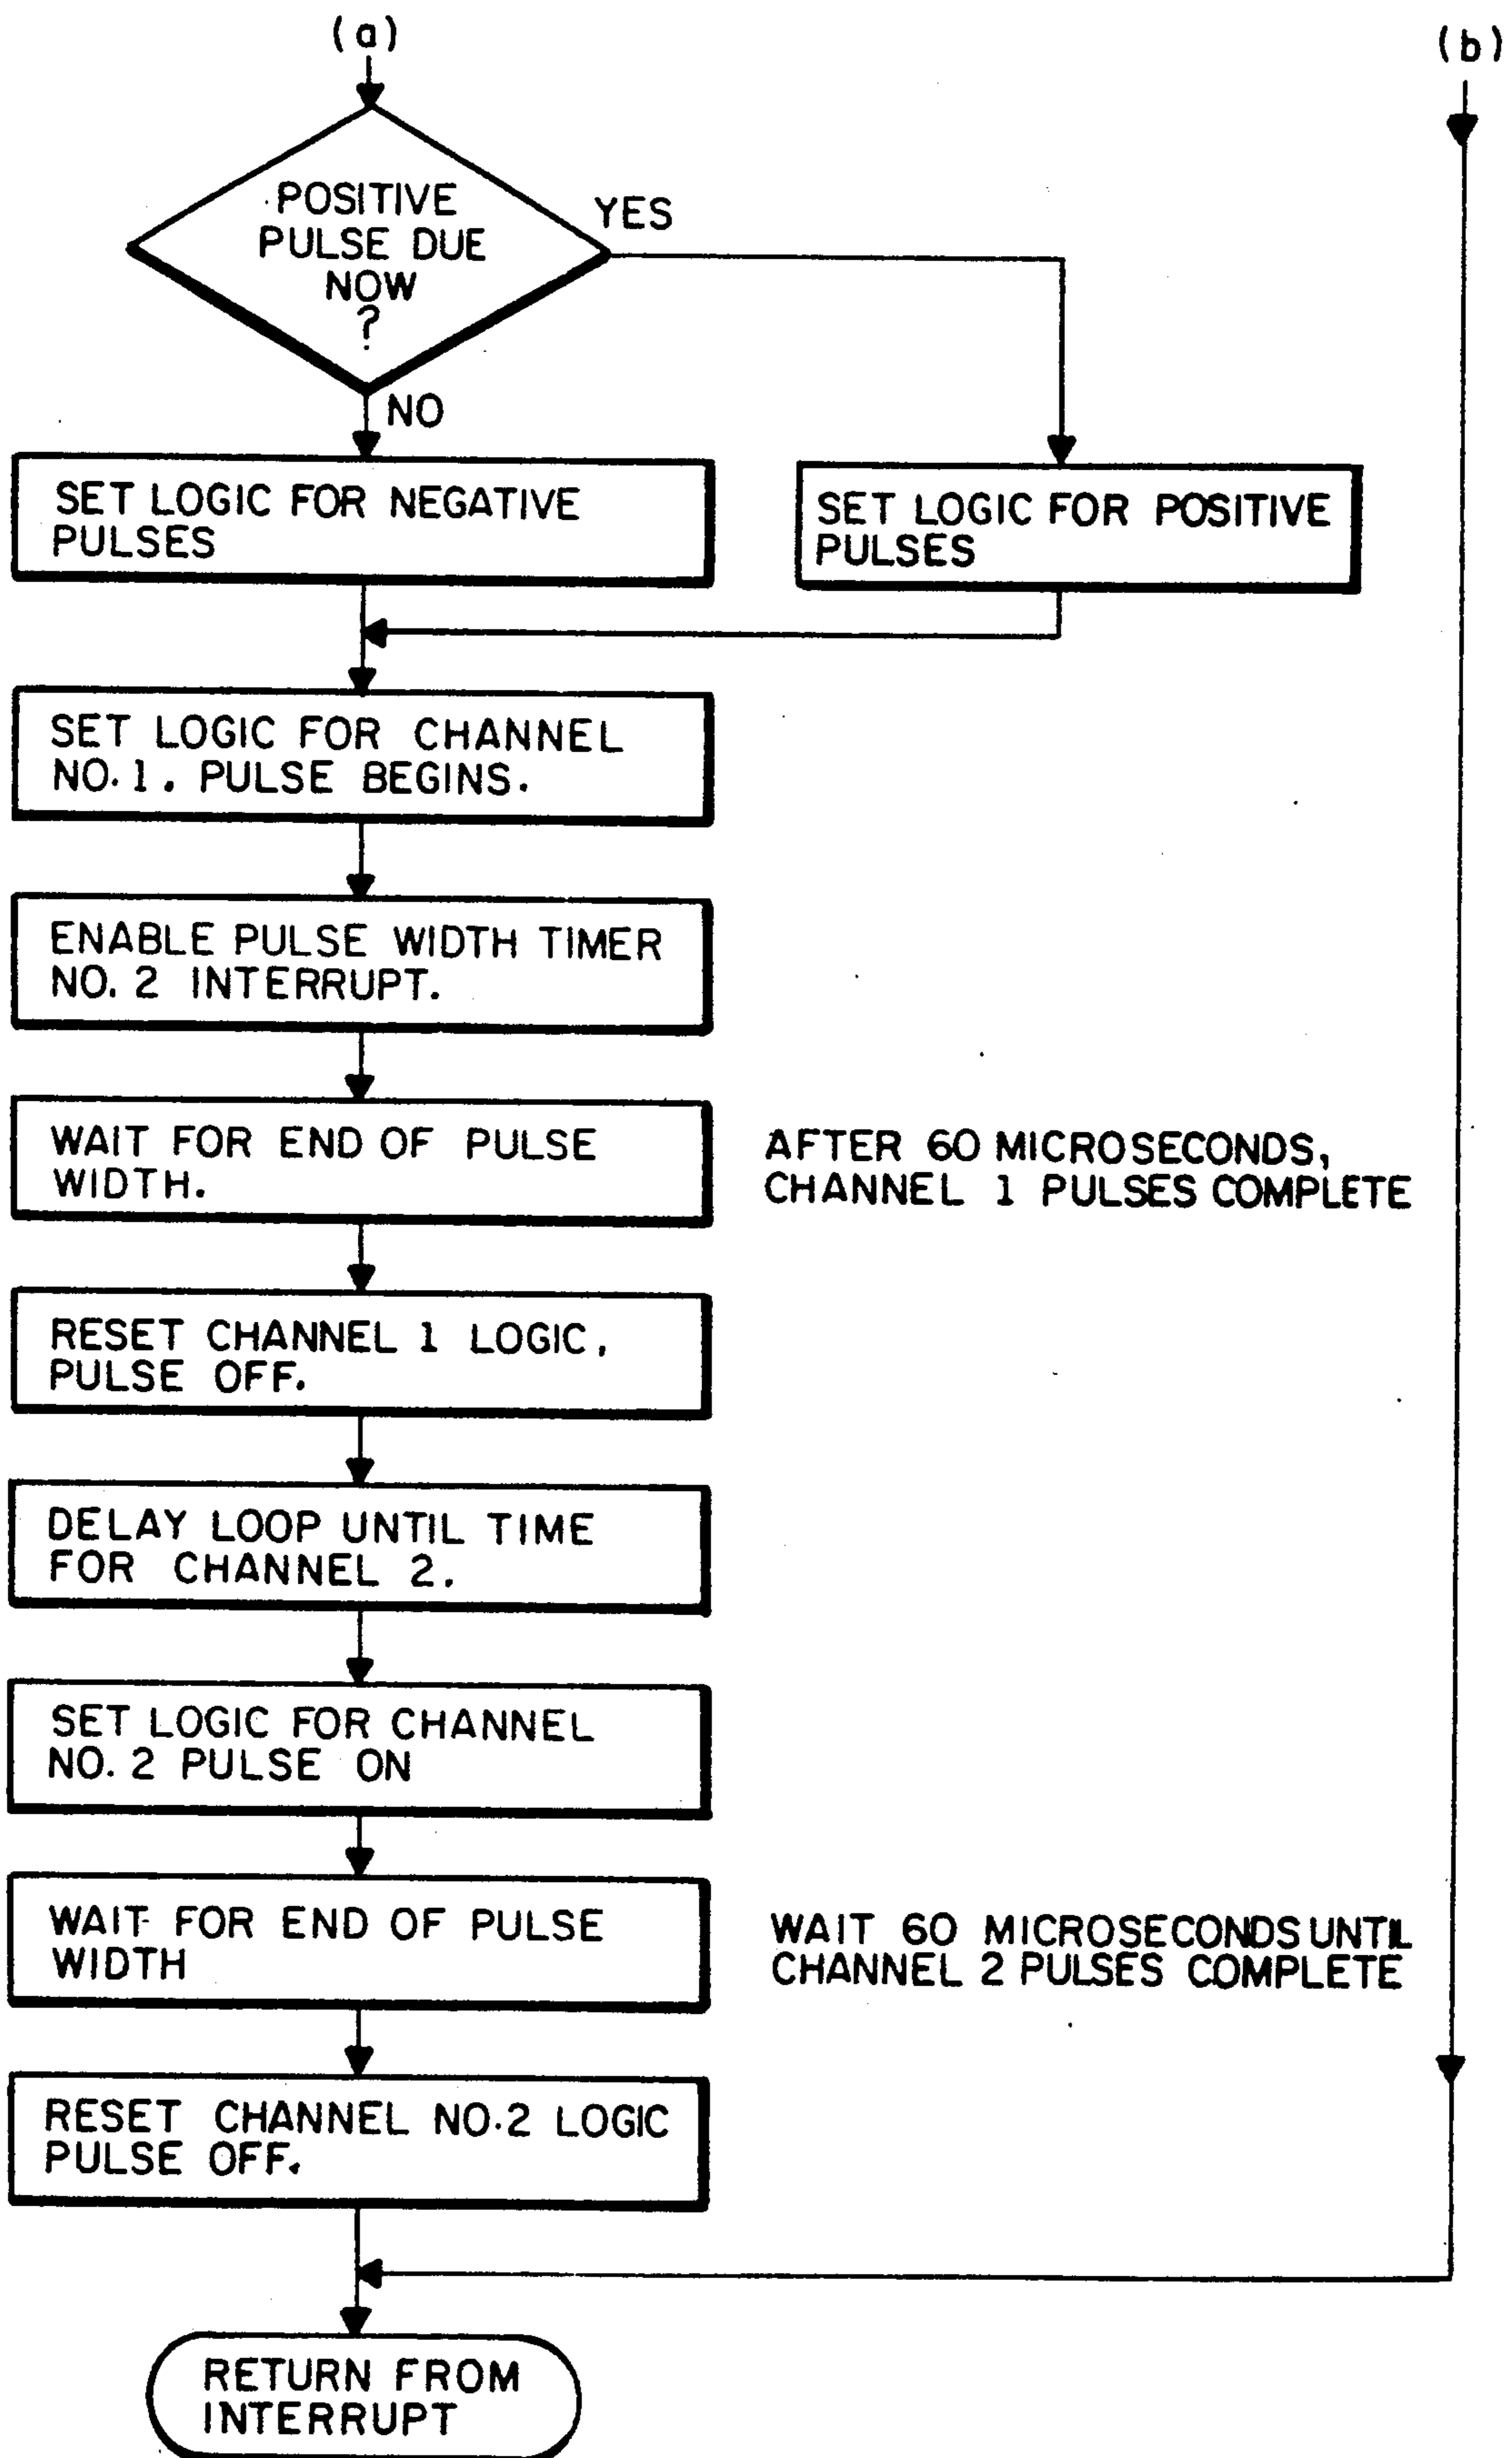 (a)
(b)
POSITIVE
PULSE DUE
NOW
?
YES
NO
SET LOGIC FOR NEGATIVE
PULSES
SET LOGIC FOR POSITIVE
PULSES
SET LOGIC FOR CHANNEL
NO. 1. PULSE BEGINS.
ENABLE PULSE WIDTH TIMER
NO. 2 INTERRUPT.
WAIT FOR END OF PULSE
WIDTH.
AFTER 60 MICROSECONDS,
CHANNEL 1 PULSES COMPLETE
RESET CHANNEL 1 LOGIC,
PULSE OFF.
DELAY LOOP UNTIL TIME
FOR CHANNEL 2.
SET LOGIC FOR CHANNEL
NO. 2 PULSE ON
WAIT FOR END OF PULSE
WIDTH
WAIT 60 MICROSECONDS UNTIL
CHANNEL 2 PULSES COMPLETE
RESET CHANNEL NO.2 LOGIC
PULSE OFF.
RETURN FROM
INTERRUPT